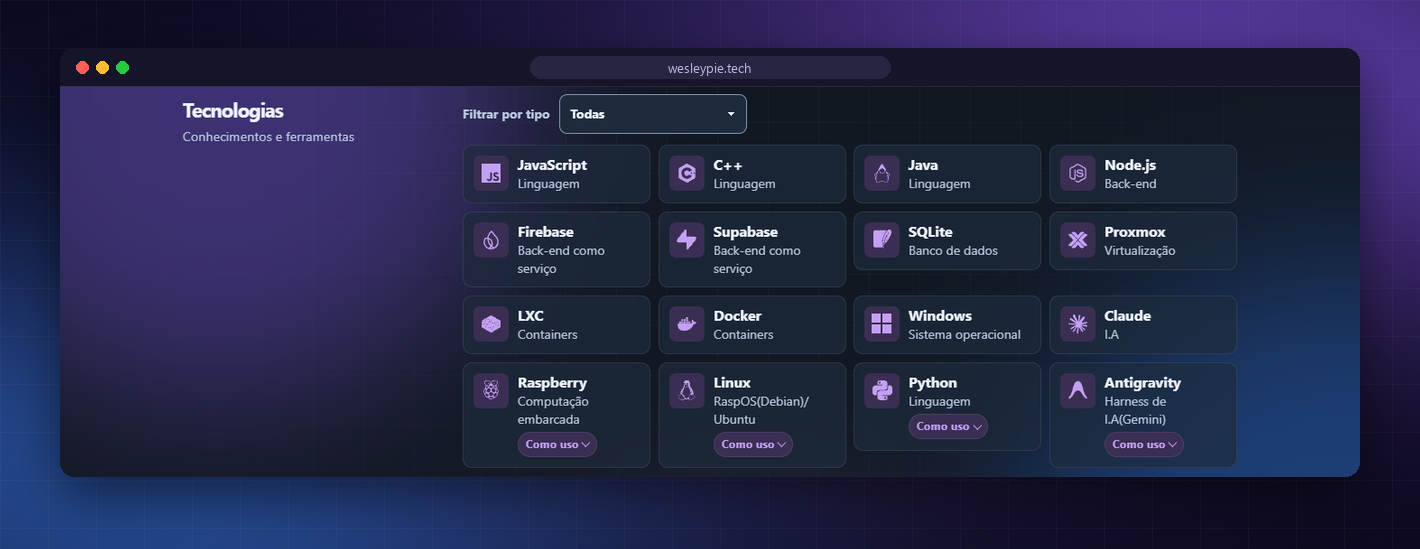 wesleypie.tech
Tecnologias
Conhecimentos e ferramentas
Filtrar por tipo
Todas
JS
JavaScript
Linguagem
C++
Linguagem
Java
Linguagem
JS
Node.js
Back-end
Firebase
Back-end como
serviço
Supabase
Back-end como
serviço
SQLite
Banco de dados
Proxmox
Virtualização
LXC
Containers
Docker
Containers
Windows
Sistema operacional
Claude
I.A
Raspberry
Computação
embarcada
Como uso
Linux
RaspOS(Debian)/
Ubuntu
Como uso
Python
Linguagem
Como uso
Antigravity
Harness de
I.A(Gemini)
Como uso